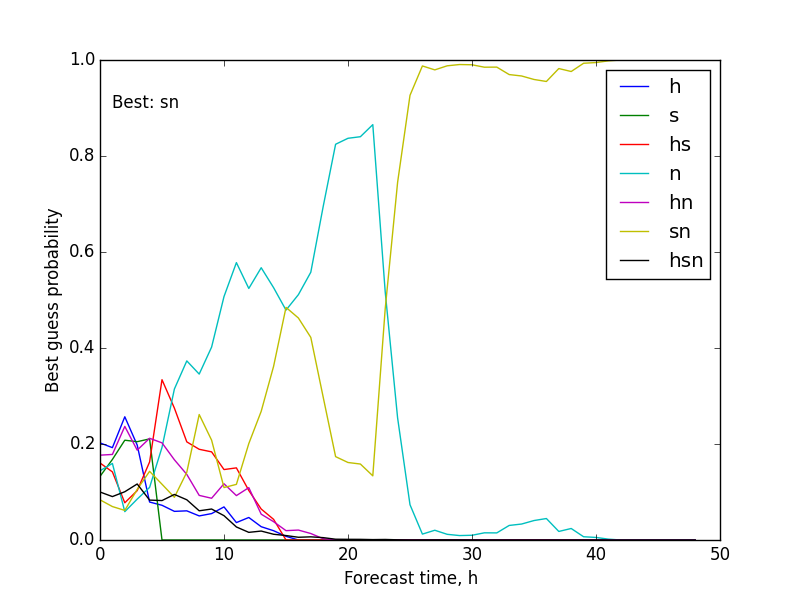 1.0
0.8
0.6
0.4
0.2
0.0
0
10
20
30
40
50
Best: sn
h
s
hs
n
hn
sn
hsn
Best guess probability
Forecast time, h